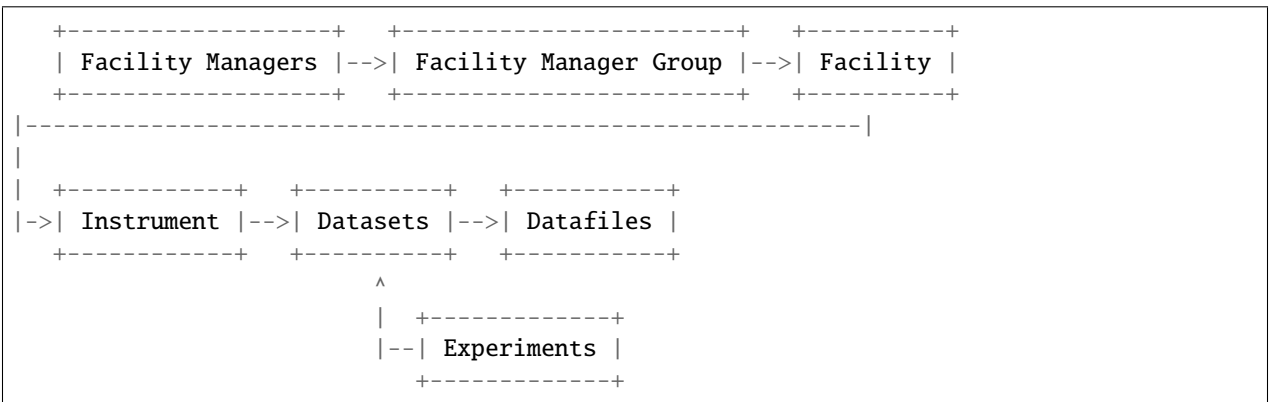 +-------------------+   +-------------------------+   +----------+
| Facility Managers |-->| Facility Manager Group |-->| Facility |
+-------------------+   +-------------------------+   +----------+
|------------------------------------------------------------|
|
|  +------------+   +----------+   +-----------+
|->| Instrument |-->| Datasets |-->| Datafiles |
+------------+   +----------+   +-----------+
^
|  +-------------+
|--| Experiments |
+-------------+